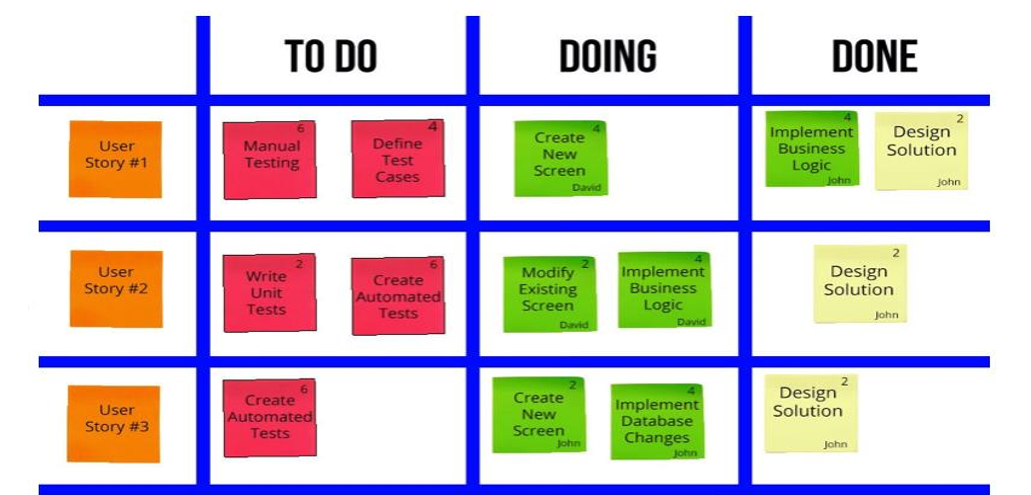 TO DO
DOING
DONE
User
Story #1
6
Manual
Testing
4
Define
Test
Cases
4
Create
New
Screen
David
4
Implement
Business
Logic
John
2
Design
Solution
John
User
Story #2
2
Write
Unit
Tests
6
Create
Automated
Tests
2
Modify
Existing
Screen
David
4
Implement
Business
Logic
David
2
Design
Solution
John
User
Story #3
6
Create
Automated
Tests
2
Create
New
Screen
John
4
Implement
Database
Changes
John
2
Design
Solution
John